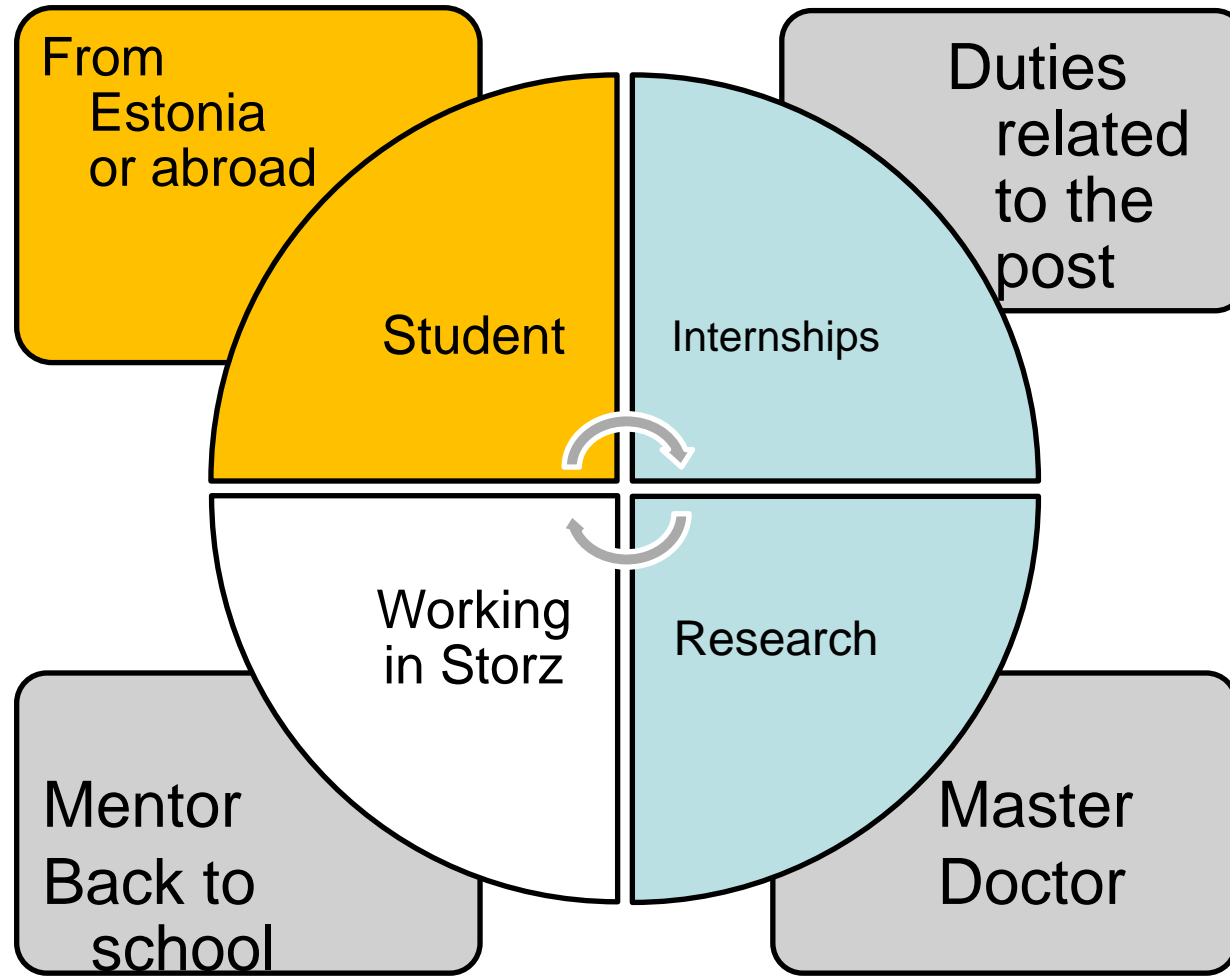 From
Estonia
or abroad
Duties
related
to the
post
Student
Internships
Working
in Storz
Research
Mentor
Back to
school
Master
Doctor